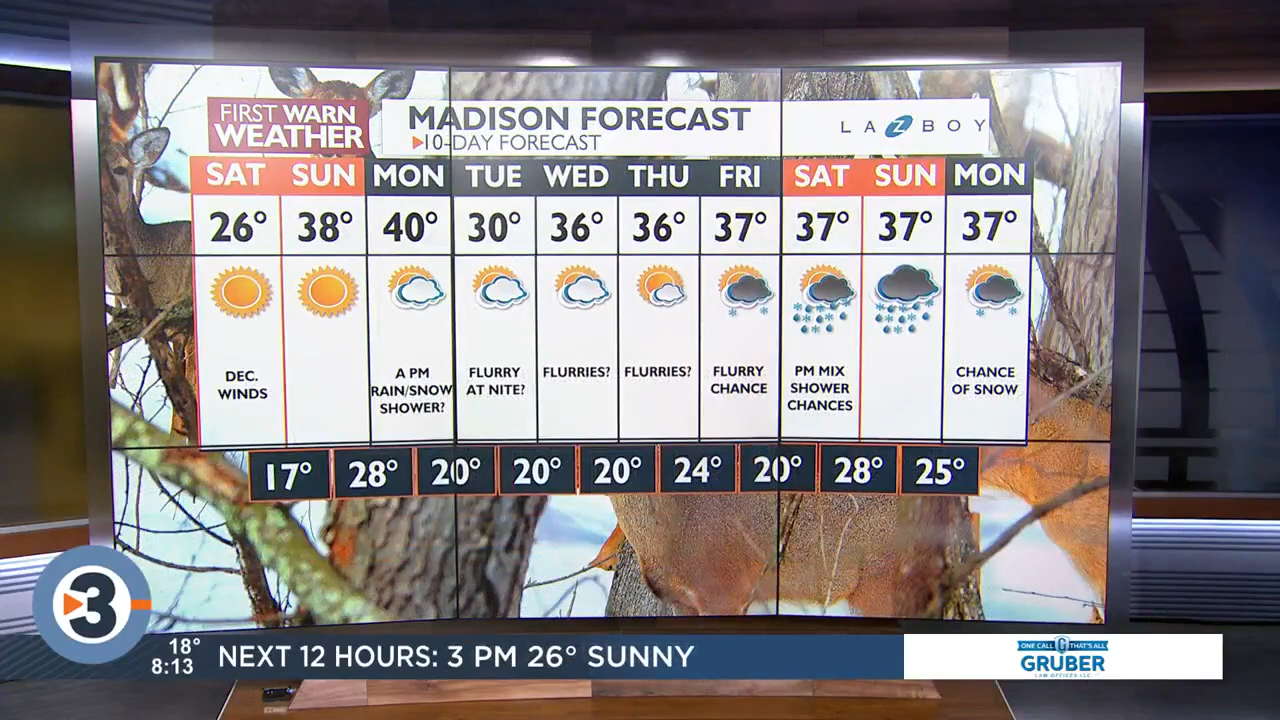 FIRST WARN
WEATHER
MADISON FORECAST
10-DAY FORECAST
LA Z BOY
SAT SUN MON TUE WED THU FRI SAT SUN MON
26° 38° 40° 30° 36° 36° 37° 37° 37° 37°
DEC.
WINDS
A PM
RAIN/SNOW
SHOWER?
FLURRY
AT NITE?
FLURRIES?
FLURRIES?
FLURRY
CHANCE
PM MIX
SHOWER
CHANCES
CHANCE
OF SNOW
17° 28° 20° 20° 20° 24° 20° 28° 25°
3
18°
8:13
NEXT 12 HOURS: 3 PM 26° SUNNY
ONE CALL G THAT'S ALL
GRUBER
LAW OFFICES LLC